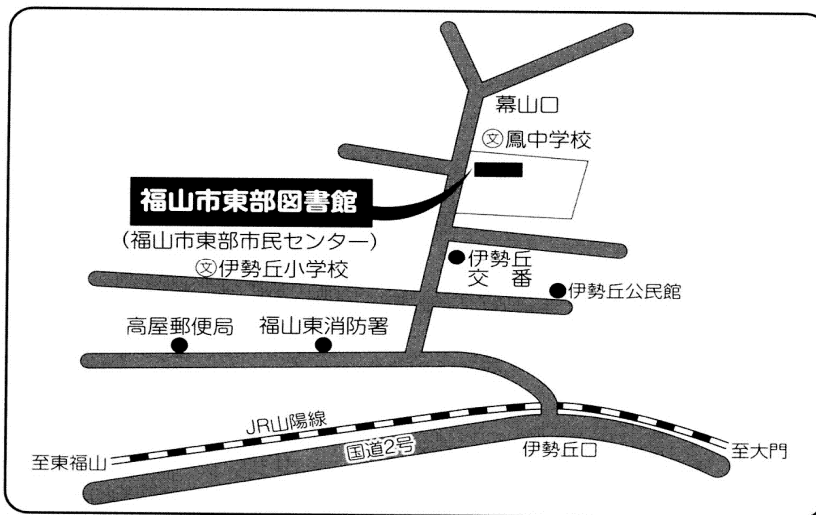 幕山口
㊫鳳中学校
福山市東部図書館
(福山市東部市民センター)
㊫伊勢丘小学校
伊勢丘
交番
伊勢丘公民館
高屋郵便局
福山東消防署
JR山陽線
国道2号
至東福山
伊勢丘口
至大門